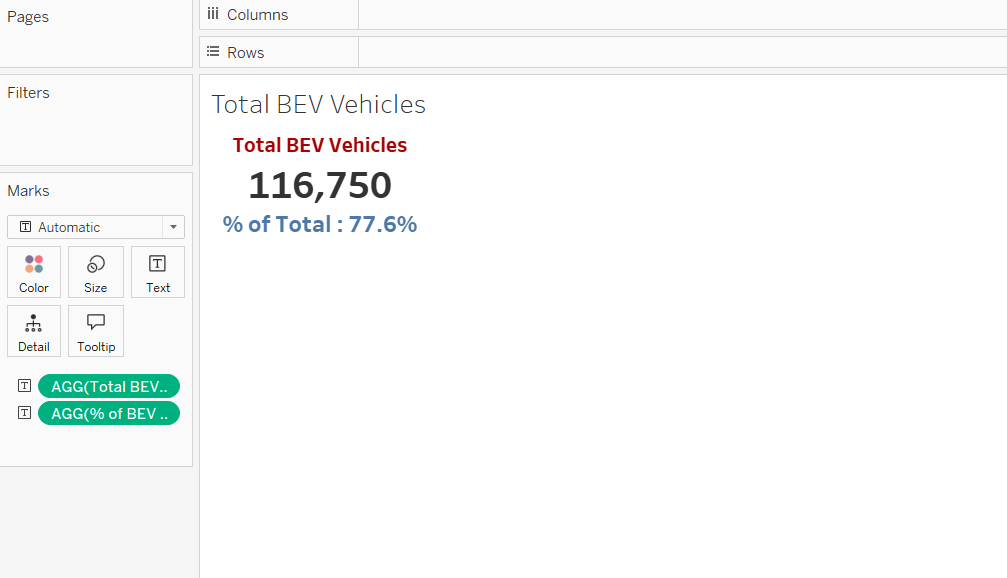 Pages
Columns
Rows
Filters
Marks
Automatic
Color
Size
Text
Detail
Tooltip
AGG(Total BEV..
AGG(% of BEV ..
Total BEV Vehicles
Total BEV Vehicles
116,750
% of Total : 77.6%